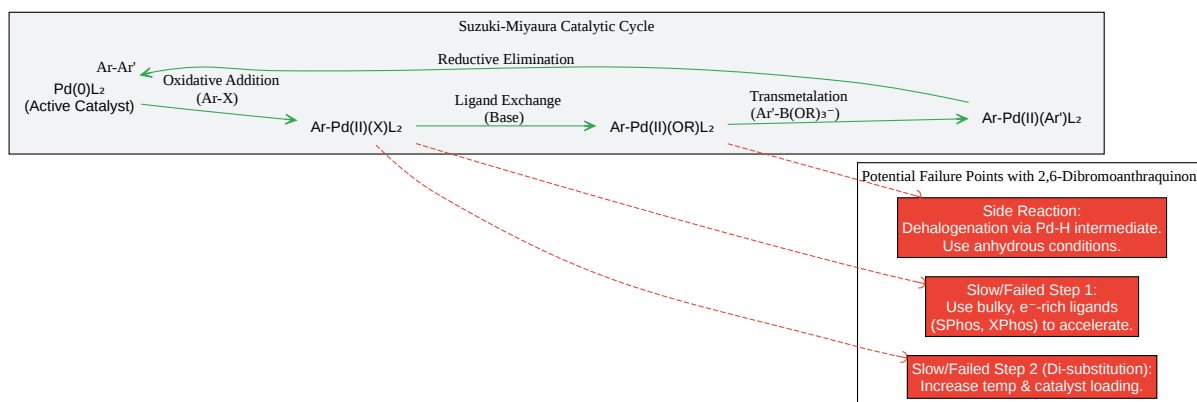 Suzuki-Miyaura Catalytic Cycle
Ar-Ar'
Reductive Elimination
Pd(0)L₂
(Active Catalyst)
Oxidative Addition
(Ar-X)
Ar-Pd(II)(X)L₂
Ligand Exchange
(Base)
Ar-Pd(II)(OR)L₂
Transmetalation
(Ar'-B(OR)₃⁻)
Ar-Pd(II)(Ar')L₂
Potential Failure Points with 2,6-Dibromoanthraquinon
Side Reaction:
Dehalogenation via Pd-H intermediate.
Use anhydrous conditions.
Slow/Failed Step 1:
Use bulky, e⁻-rich ligands
(SPhos, XPhos) to accelerate.
Slow/Failed Step 2 (Di-substitution):
Increase temp & catalyst loading.